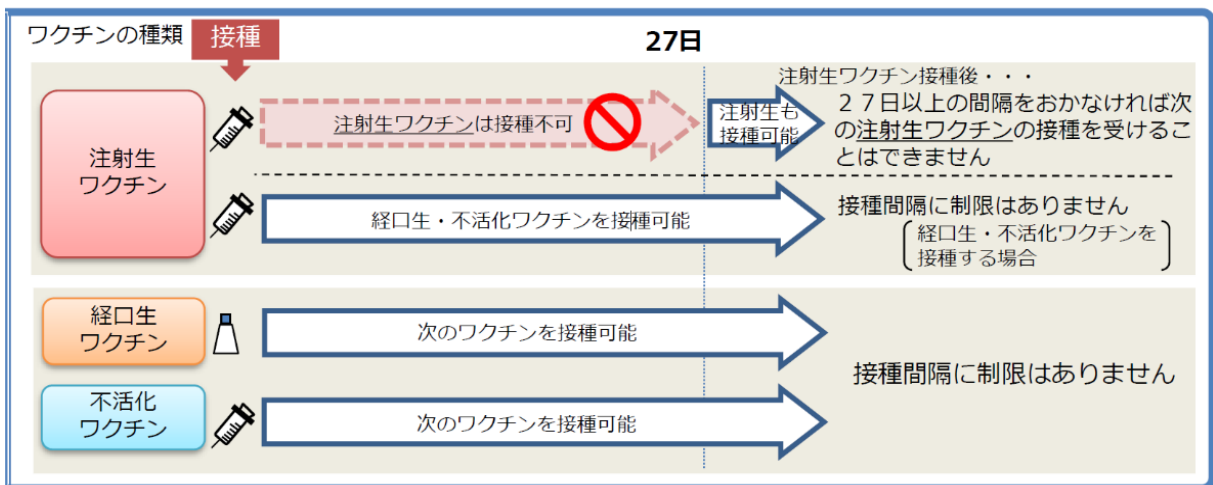 ワクチンの種類
接種
27日
注射生
ワクチン
注射生ワクチンは接種不可
注射生も
接種可能
注射生ワクチン接種後・・・
２７日以上の間隔をおかなければ次
の注射生ワクチンの接種を受けるこ
とはできません
経口生・不活化ワクチンを接種可能
接種間隔に制限はありません
経口生・不活化ワクチンを
接種する場合
経口生
ワクチン
次のワクチンを接種可能
接種間隔に制限はありません
不活化
ワクチン
次のワクチンを接種可能